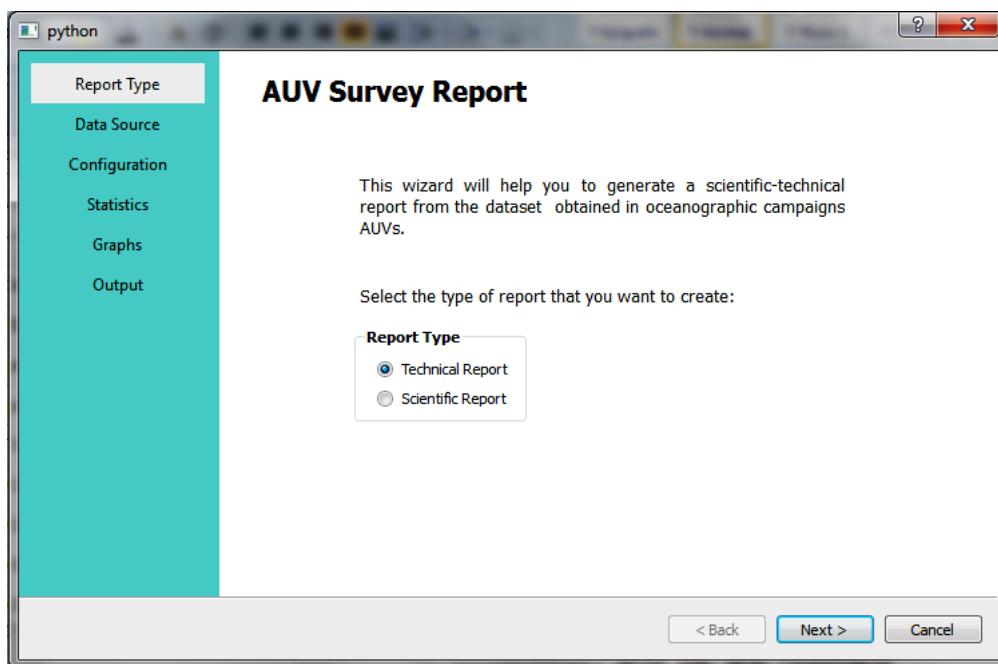 python
Report Type
Data Source
Configuration
Statistics
Graphs
Output
AUV Survey Report
This wizard will help you to generate a scientific-technical
report from the dataset obtained in oceanographic campaigns
AUVs.
Select the type of report that you want to create:
Report Type
Technical Report
Scientific Report
< Back
Next >
Cancel